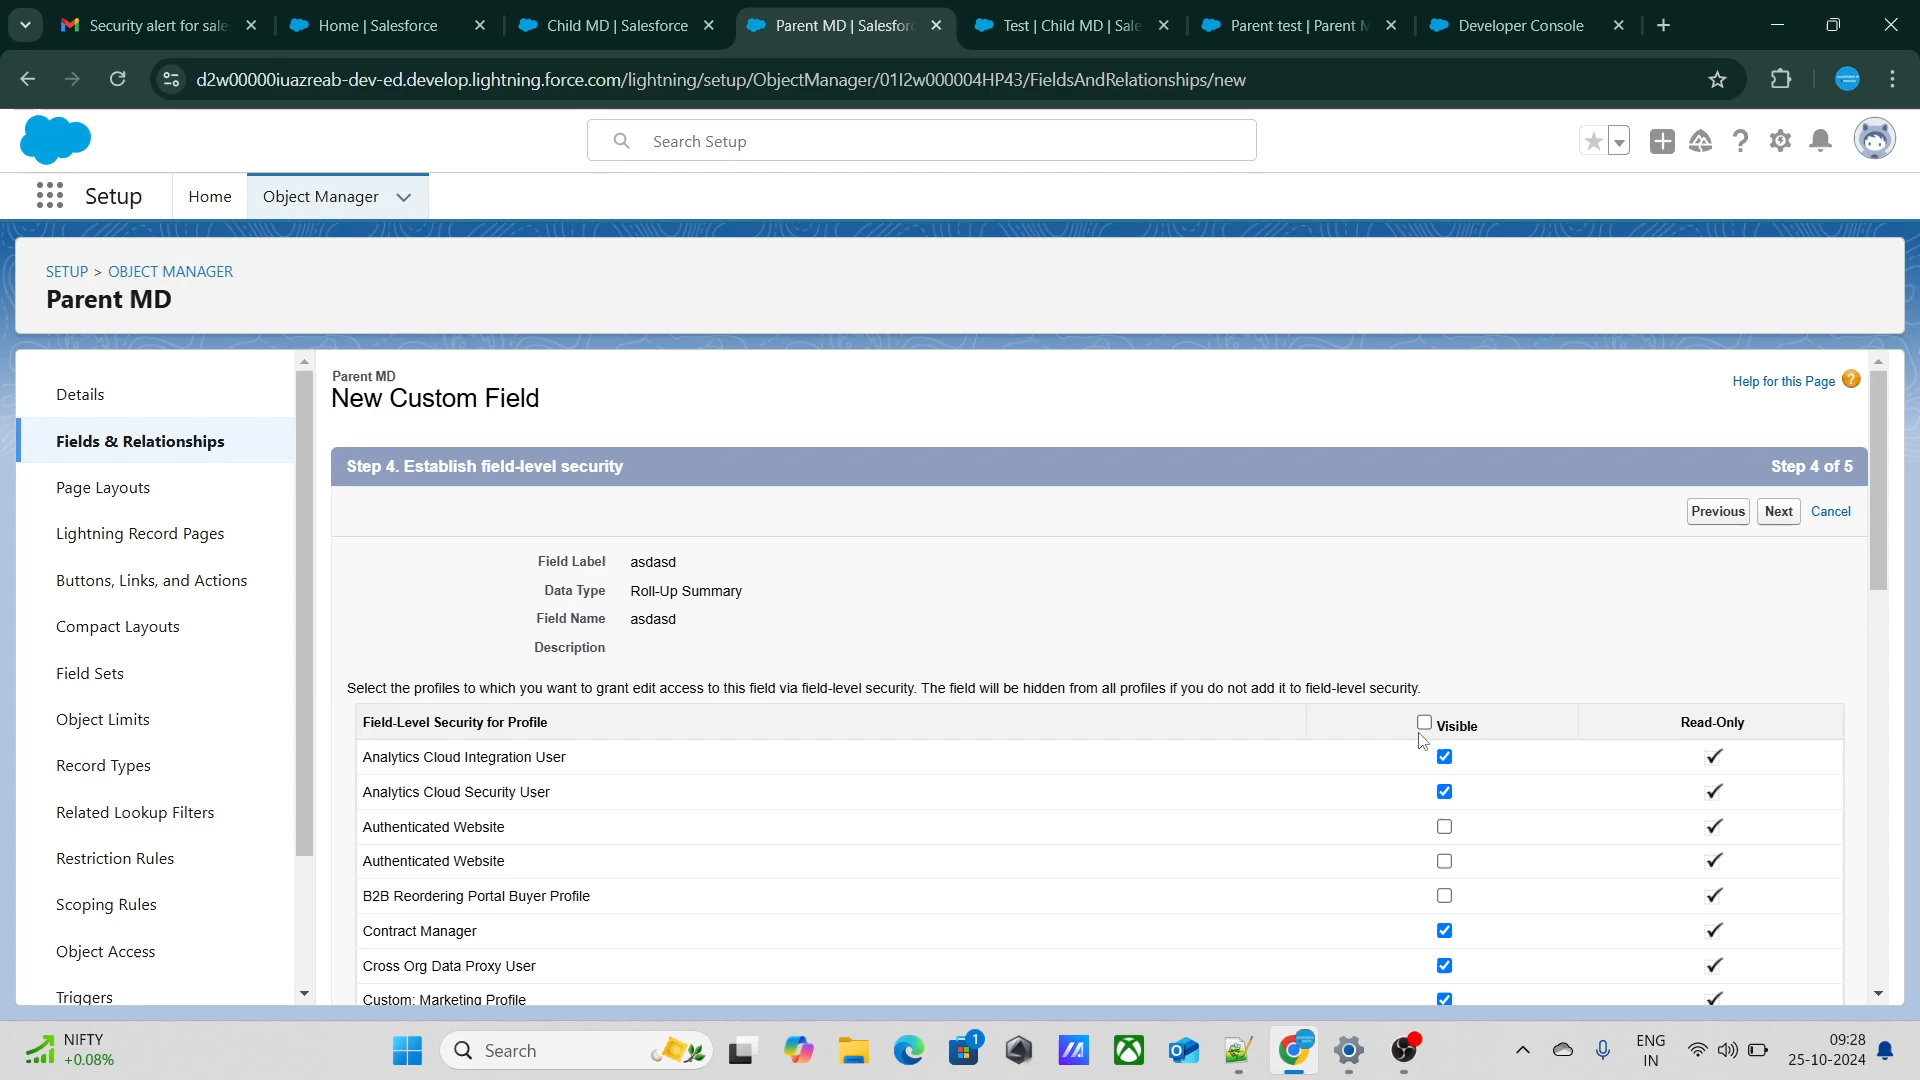 Security alert for sale
Home | Salesforce
Child MD | Salesforce
Parent MD | Salesforc
Test | Child MD | Sale
Parent test | Parent M
Developer Console
d2w00000iuazreab-dev-ed.develop.lightning.force.com/lightning/setup/ObjectManager/01I2w000004HP43/FieldsAndRelationships/new
Search Setup
Setup
Home
Object Manager
SETUP > OBJECT MANAGER
Parent MD
Details
Fields & Relationships
Page Layouts
Lightning Record Pages
Buttons, Links, and Actions
Compact Layouts
Field Sets
Object Limits
Record Types
Related Lookup Filters
Restriction Rules
Scoping Rules
Object Access
Triggers
Parent MD
New Custom Field
Help for this Page
Step 4. Establish field-level security
Step 4 of 5
Previous
Next
Cancel
Field Label asdasd
Data Type Roll-Up Summary
Field Name asdasd
Description
Select the profiles to which you want to grant edit access to this field via field-level security. The field will be hidden from all profiles if you do not add it to field-level security.
Field-Level Security for Profile Visible Read-Only
Analytics Cloud Integration User
Analytics Cloud Security User
Authenticated Website
Authenticated Website
B2B Reordering Portal Buyer Profile
Contract Manager
Cross Org Data Proxy User
Custom: Marketing Profile
NIFTY
+0.08%
Search
1
ENG
IN
09:28
25-10-2024